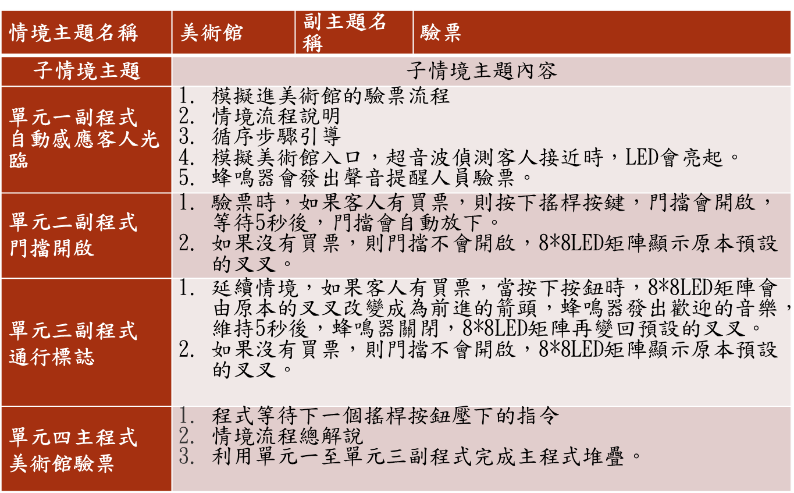 情境主題名稱 美術館 副主題名稱 驗票
子情境主題 子情境主題內容
單元一副程式
自動感應客人光
臨
1. 模擬進美術館的驗票流程
2. 情境流程說明
3. 循序步驟引導
4. 模擬美術館入口，超音波偵測客人接近時，LED會亮起。
5. 蜂鳴器會發出聲音提醒人員驗票。
單元二副程式
門擋開啟
1. 驗票時，如果客人有買票，則按下搖桿按鍵，門擋會開啟，
等待5秒後，門擋會自動放下。
2. 如果沒有買票，則門擋不會開啟，8*8LED矩陣顯示原本預設
的叉叉。
單元三副程式
通行標誌
1. 延續情境，如果客人有買票，當按下按鈕時，8*8LED矩陣會
由原本的叉叉改變成為前進的箭頭，蜂鳴器發出歡迎的音樂，
維持5秒後，蜂鳴器關閉，8*8LED矩陣再變回預設的叉叉。
2. 如果沒有買票，則門擋不會開啟，8*8LED矩陣顯示原本預設
的叉叉。
單元四主程式
美術館驗票
1. 程式等待下一個搖桿按鈕壓下的指令
2. 情境流程總解說
3. 利用單元一至單元三副程式完成主程式堆疊。